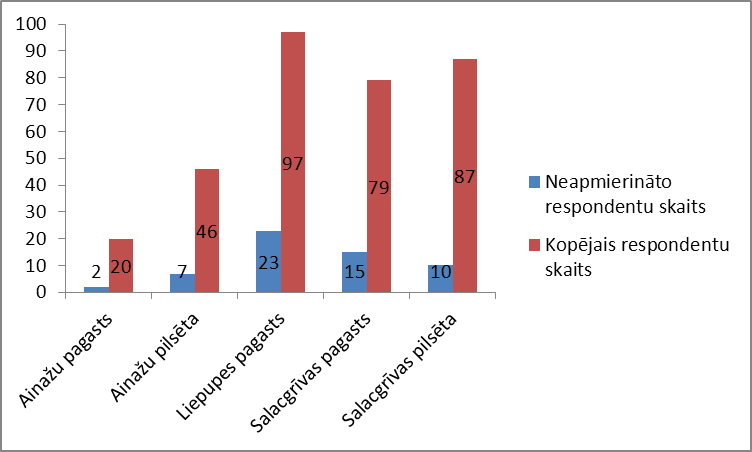 100
90
80
70
60
50
40
30
20
10
0
2
20
7
46
23
97
15
79
10
87
Ainažu pagasts
Ainažu pilsēta
Liepupes pagasts
Salacgrīvas pagasts
Salacgrīvas pilsēta
Neapmierināto
respondentu skaits
Kopējais respondentu
skaits